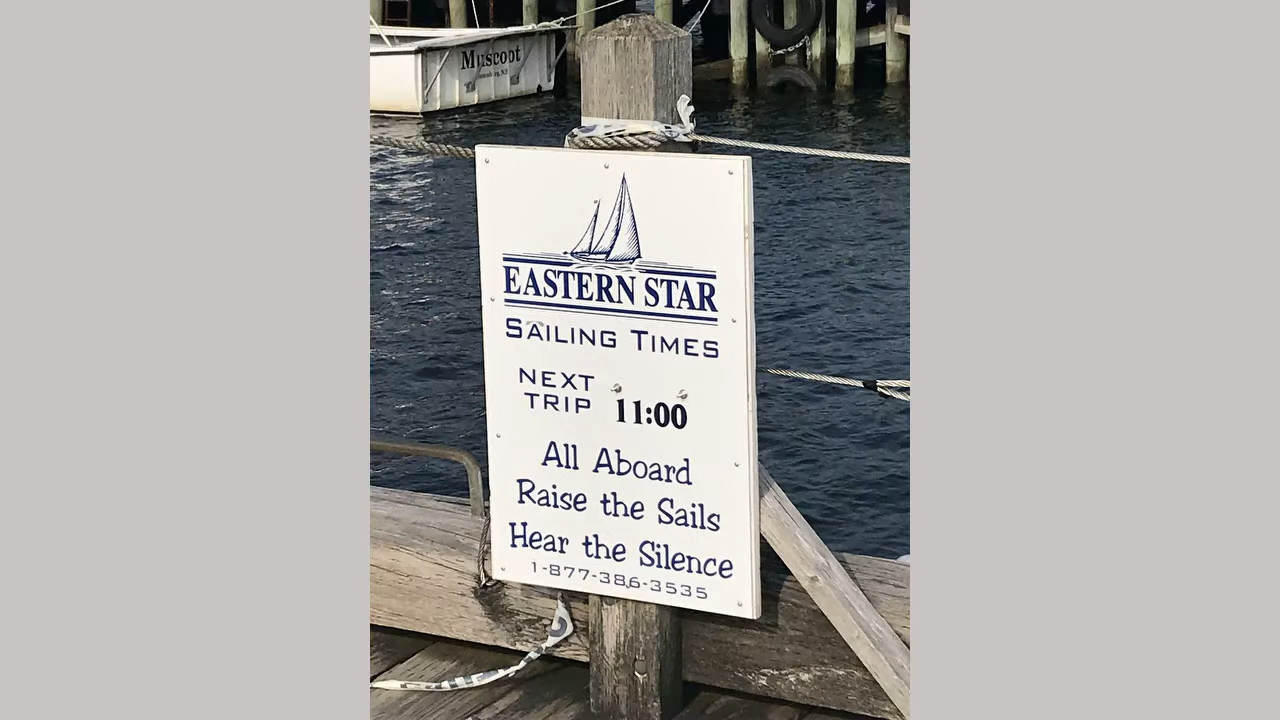 Muscoot
EASTERN STAR
SAILING TIMES
NEXT
TRIP 11:00
All Aboard
Raise the Sails
Hear the Silence
1-877-386-3535